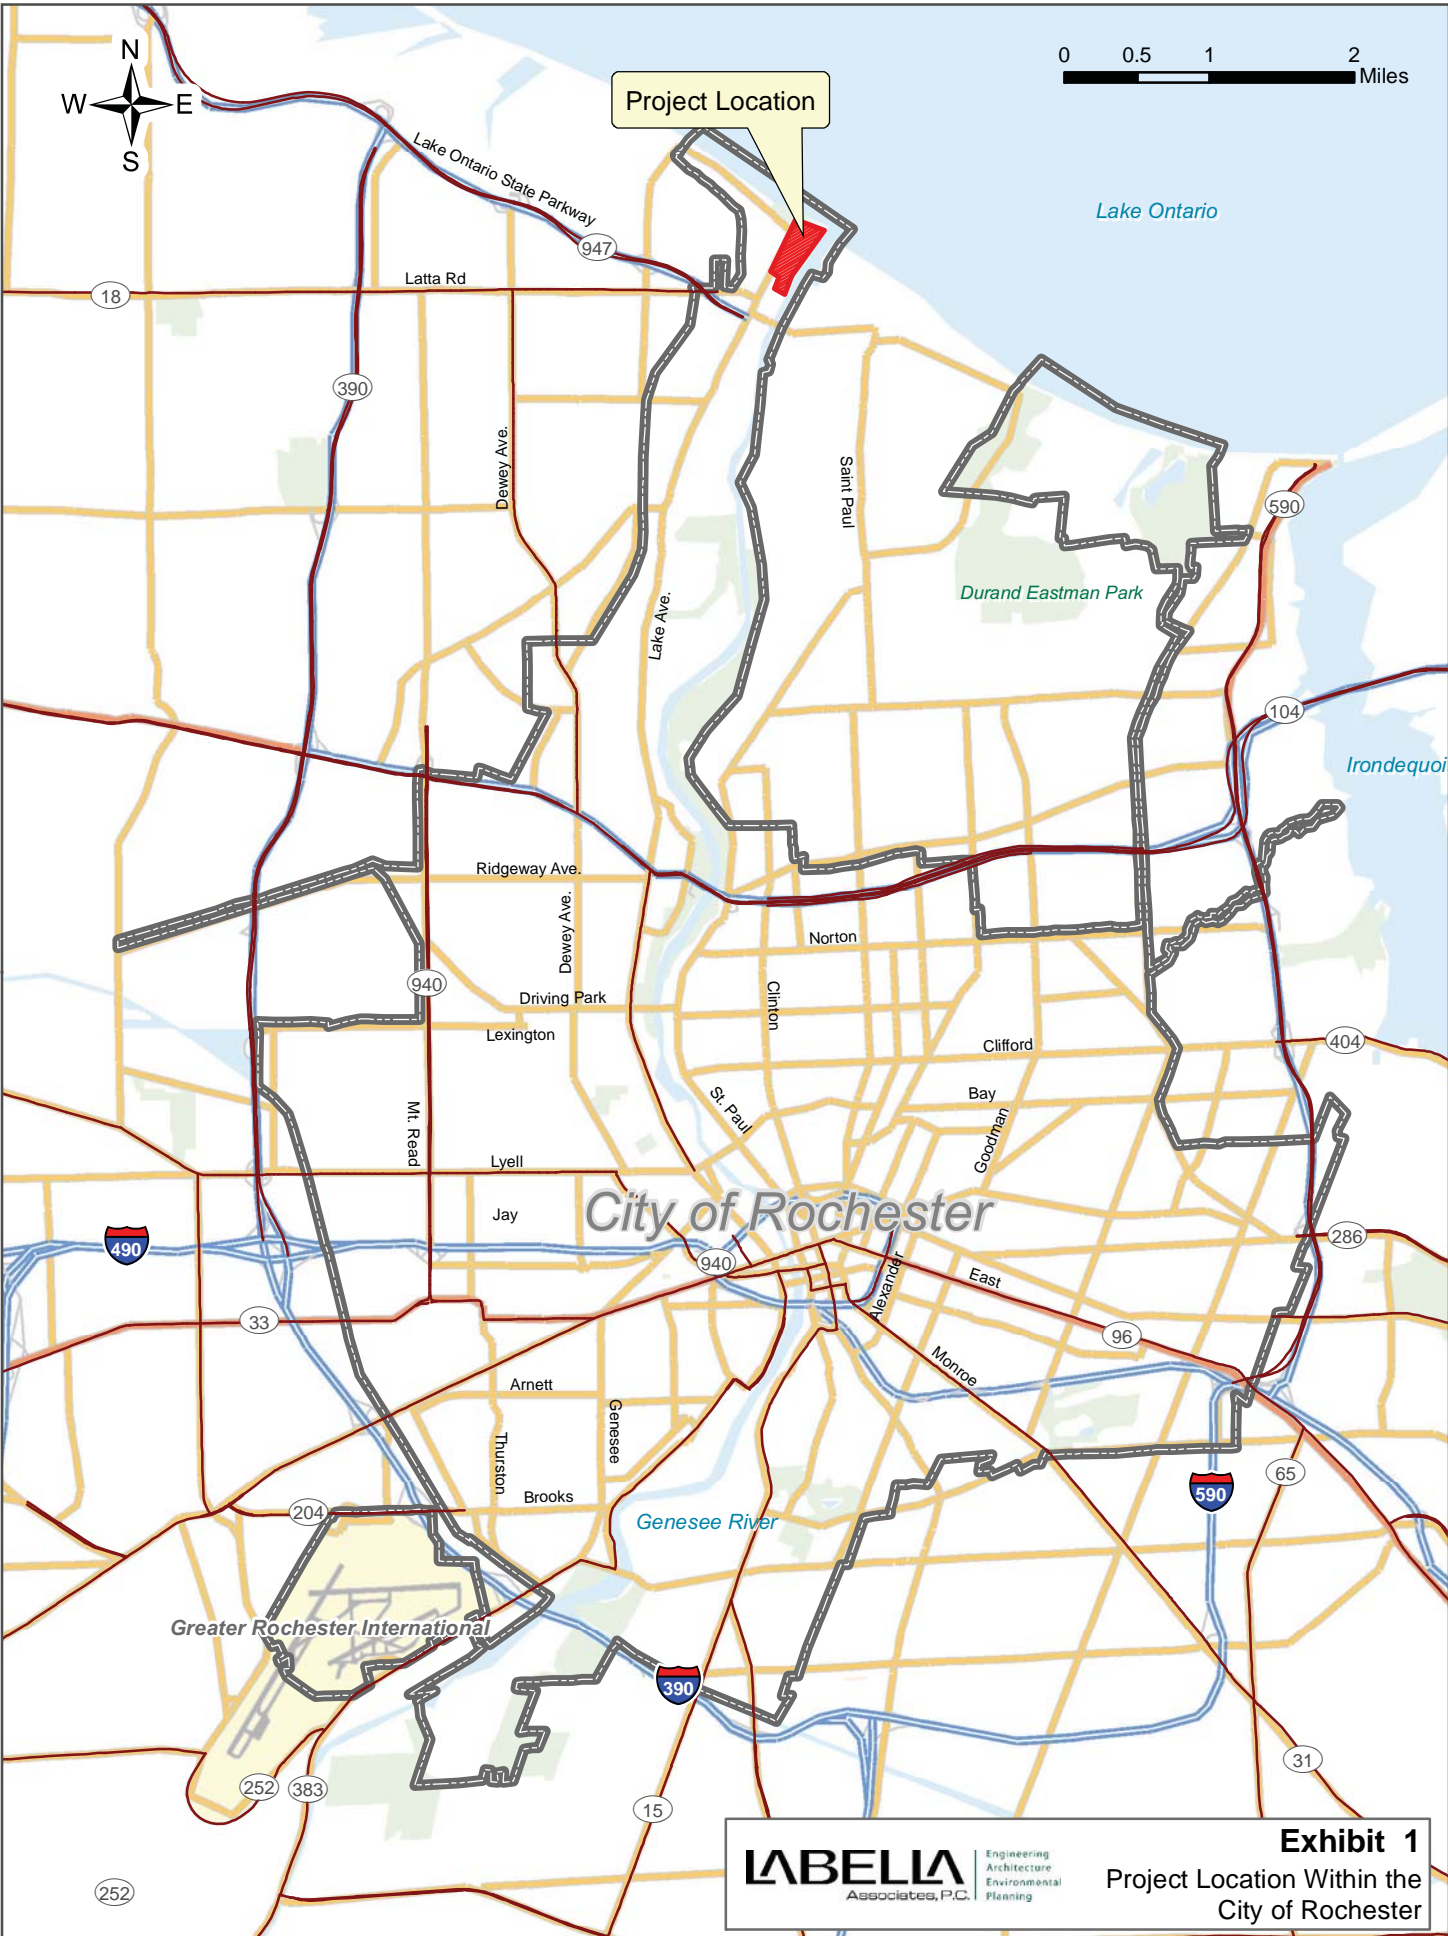 N
W E
S
0 0.5 1 2
Miles
Project Location
Lake Ontario State Parkway
Lake Ontario
947
Latta Rd
18
390
Dewey Ave.
Saint Paul
590
Durand Eastman Park
Lake Ave.
104
Irondequoi
Ridgeway Ave.
Dewey Ave.
Norton
940
Driving Park
Clinton
Lexington
Clifford
404
Bay
St. Paul
Mt. Read
Goodman
Lyell
City of Rochester
Jay
490
286
940
Alexander
East
33
96
Monroe
Arnett
Genesee
Thurston
65
590
Brooks
204
Genesee River
Greater Rochester International
390
31
252
383
15
252
LABELLA
Associates, P.C.
Engineering
Architecture
Environmental
Planning
Exhibit 1
Project Location Within the
City of Rochester